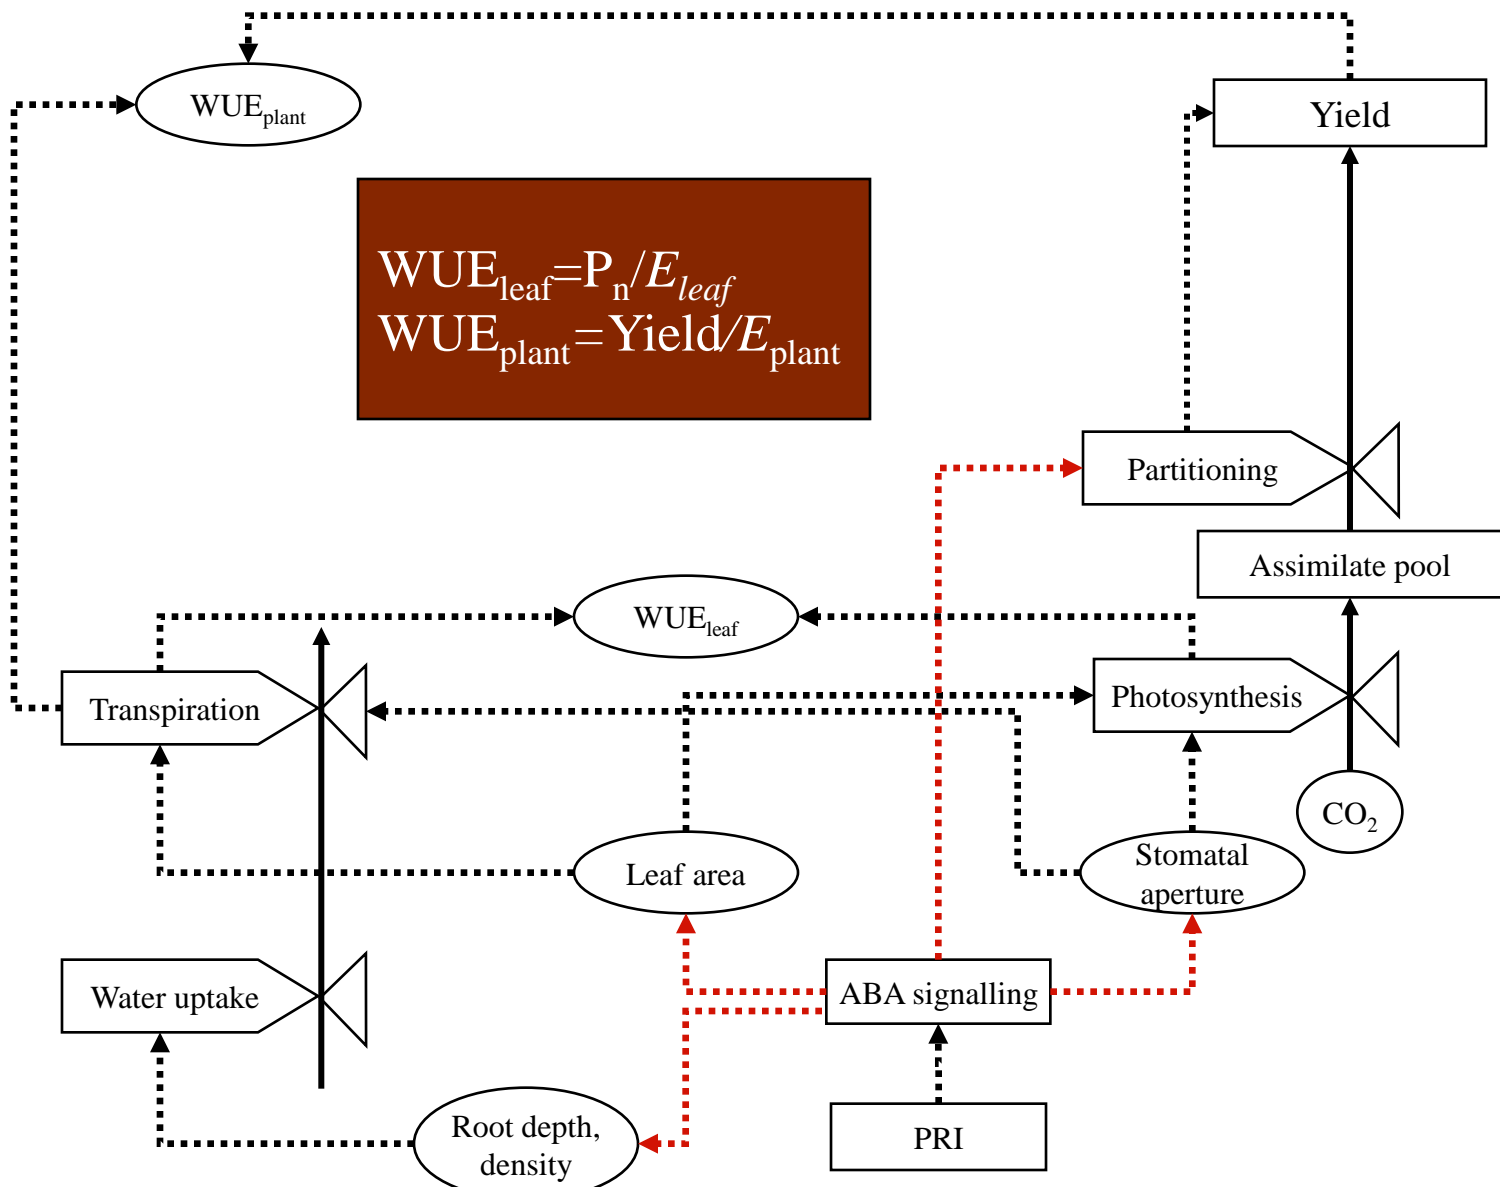 WUEplant
Yield
WUEleaf=Pn/Eleaf
WUEplant=Yield/Eplant
Partitioning
Assimilate pool
WUEleaf
Transpiration
Photosynthesis
CO2
Leaf area
Stomatal
aperture
Water uptake
ABA signalling
Root depth,
density
PRI